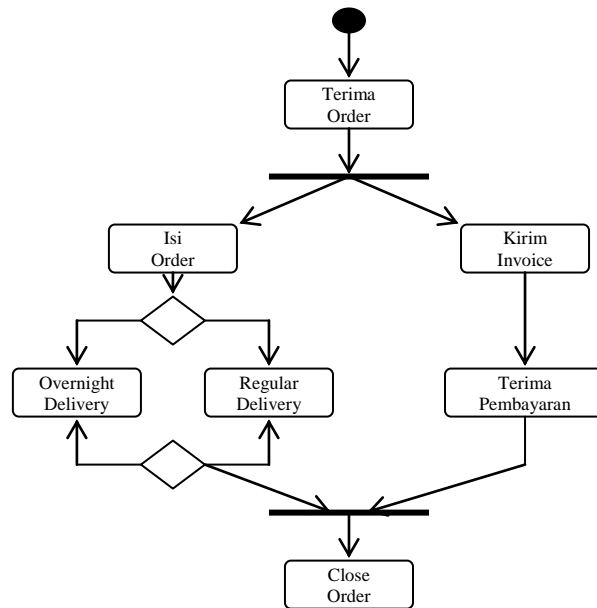 Terima
Order
Isi
Order
Kirim
Invoice
Overnight
Delivery
Regular
Delivery
Terima
Pembayaran
Close
Order